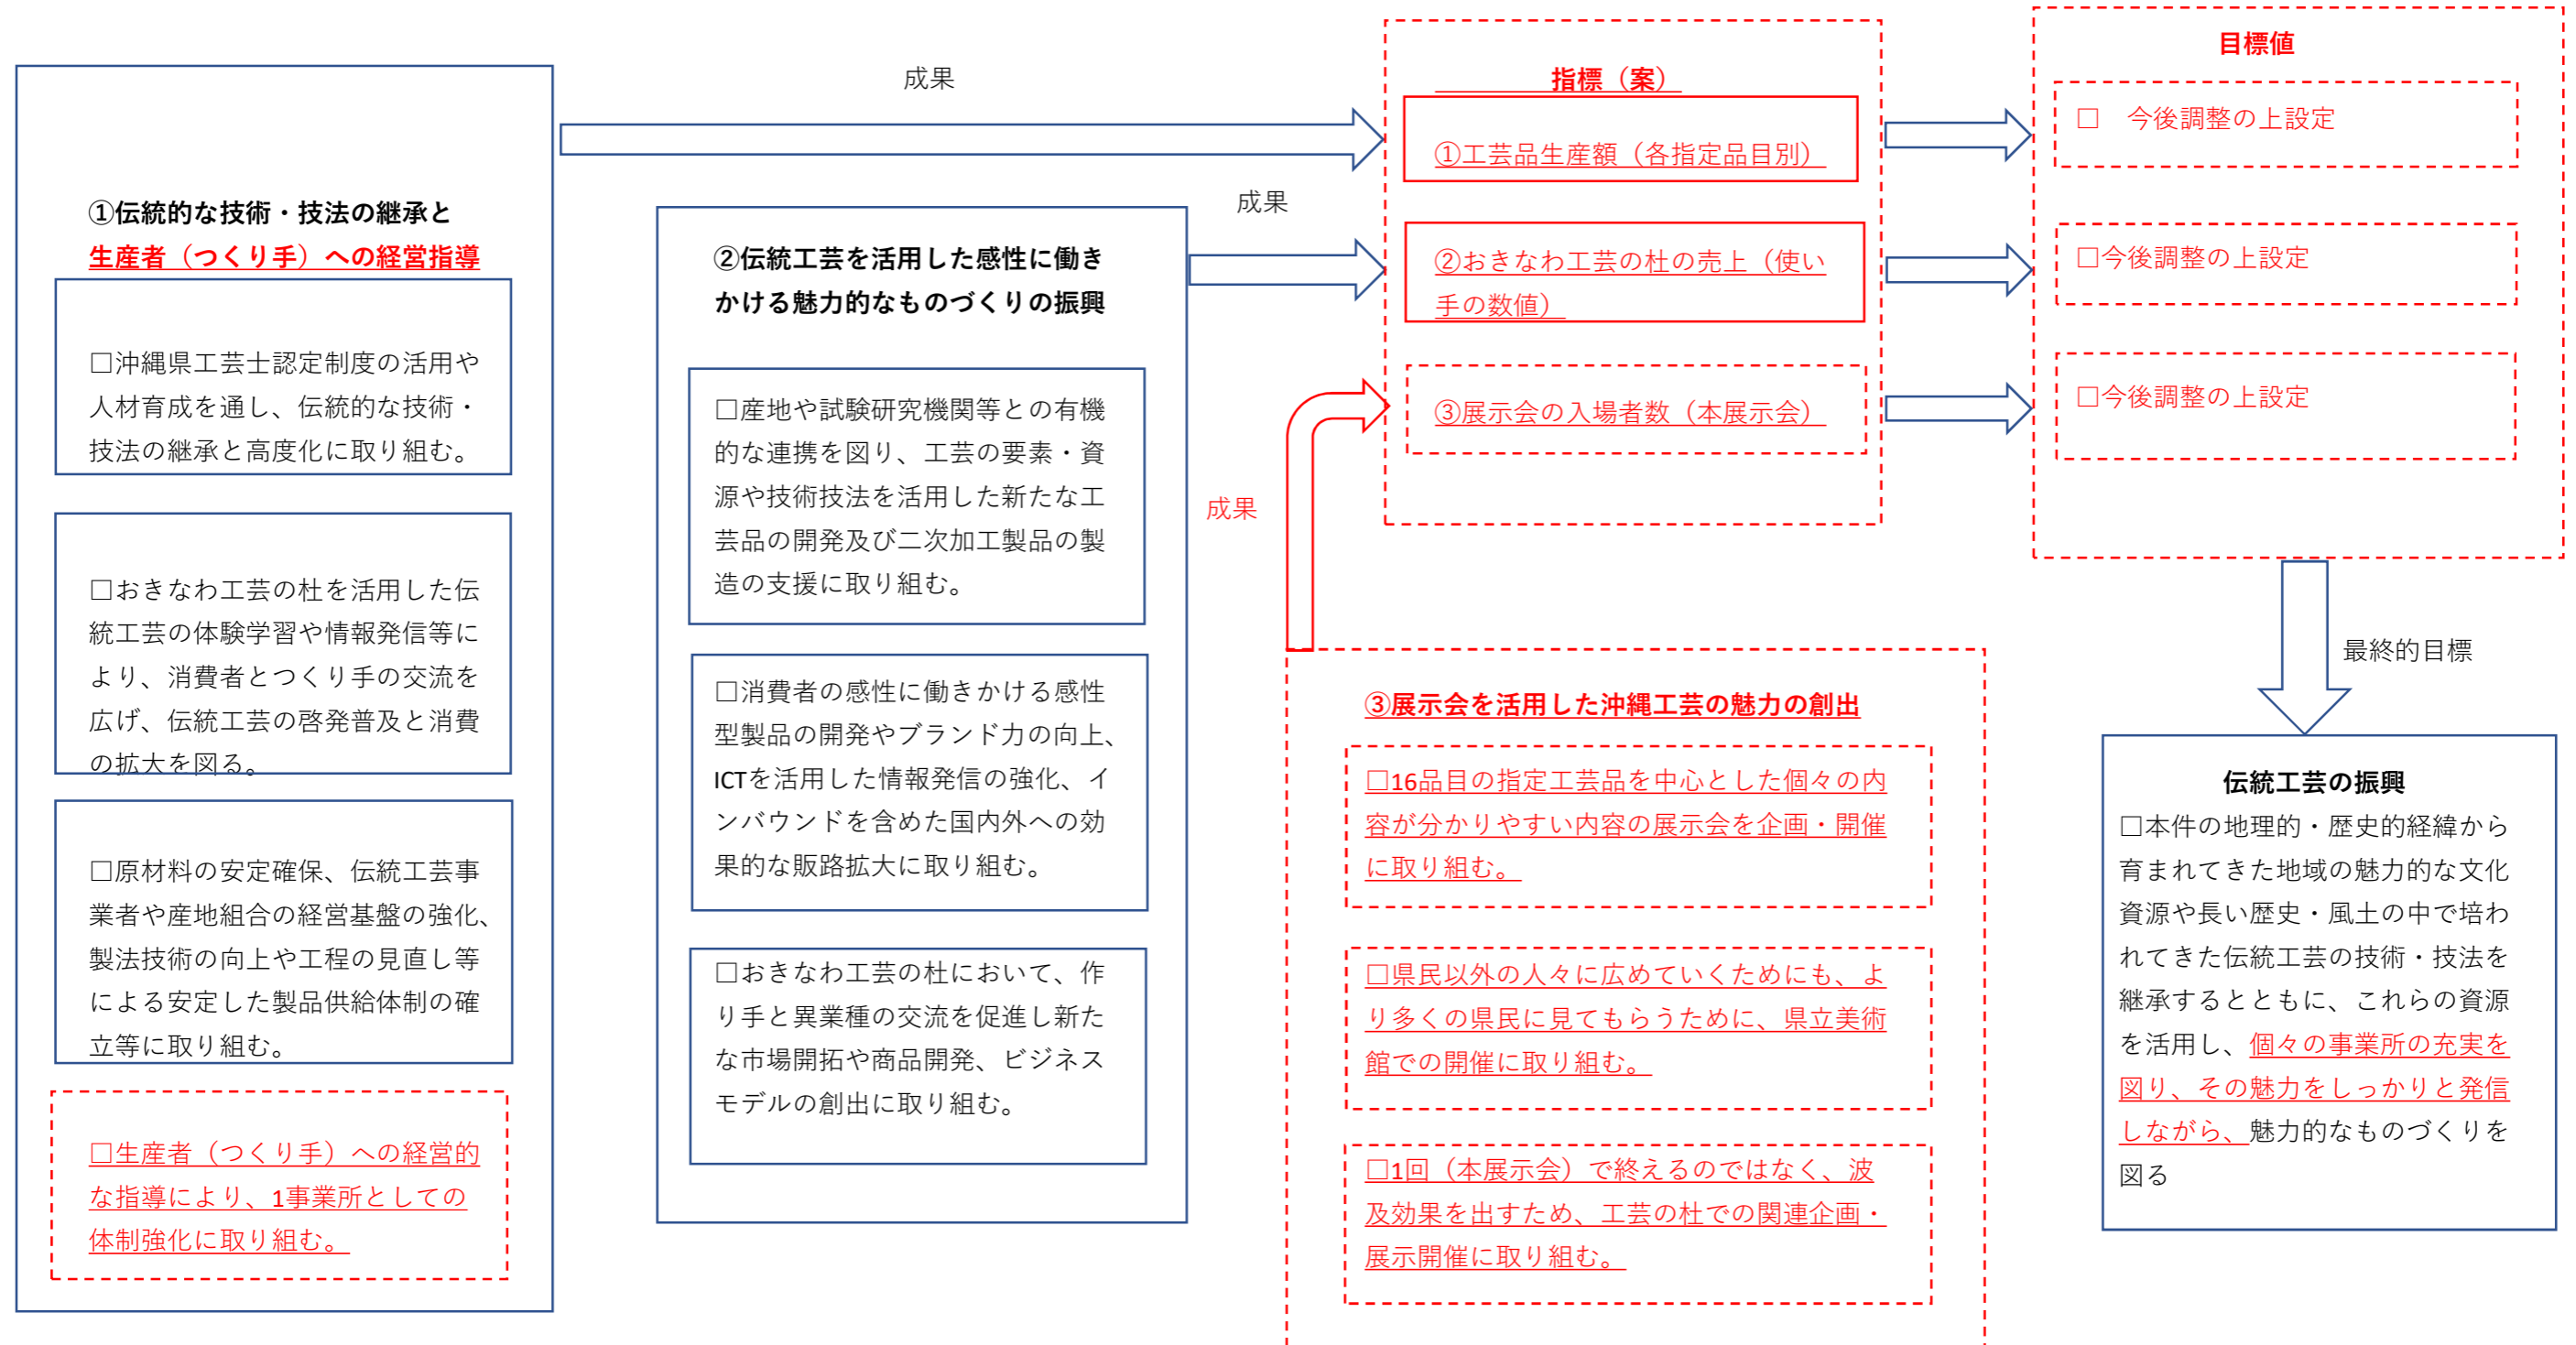 ①伝統的な技術・技法の継承と
生産者（つくり手）への経営指導
□沖縄県工芸士認定制度の活用や
人材育成を通し、伝統的な技術・
技法の継承と高度化に取り組む。
□おきなわ工芸の杜を活用した伝
統工芸の体験学習や情報発信等に
より、消費者とつくり手の交流を
広げ、伝統工芸の啓発普及と消費
の拡大を図る。
□原材料の安定確保、伝統工芸事
業者や産地組合の経営基盤の強化、
製法技術の向上や工程の見直し等
による安定した製品供給体制の確
立等に取り組む。
□生産者（つくり手）への経営的
な指導により、1事業所としての
体制強化に取り組む。
成果
②伝統工芸を活用した感性に働き
かける魅力的なものづくりの振興
□産地や試験研究機関等との有機
的な連携を図り、工芸の要素・資
源や技術技法を活用した新たな工
芸品の開発及び二次加工製品の製
造の支援に取り組む。
□消費者の感性に働きかける感性
型製品の開発やブランド力の向上、
ICTを活用した情報発信の強化、イ
ンバウンドを含めた国内外への効
果的な販路拡大に取り組む。
□おきなわ工芸の杜において、作
り手と異業種の交流を促進し新た
な市場開拓や商品開発、ビジネス
モデルの創出に取り組む。
成果
成果
指標（案）
①工芸品生産額（各指定品目別）
②おきなわ工芸の杜の売上（使い
手の数値）
③展示会の入場者数（本展示会）
③展示会を活用した沖縄工芸の魅力の創出
□16品目の指定工芸品を中心とした個々の内
容が分かりやすい内容の展示会を企画・開催
に取り組む。
□県民以外の人々に広めていくためにも、よ
り多くの県民に見てもらうために、県立美術
館での開催に取り組む。
□1回（本展示会）で終えるのではなく、波
及効果を出すため、工芸の杜での関連企画・
展示開催に取り組む。
目標値
□　今後調整の上設定
□今後調整の上設定
□今後調整の上設定
最終的目標
伝統工芸の振興
□本件の地理的・歴史的経緯から
育まれてきた地域の魅力的な文化
資源や長い歴史・風土の中で培わ
れてきた伝統工芸の技術・技法を
継承するとともに、これらの資源
を活用し、個々の事業所の充実を
図り、その魅力をしっかりと発信
しながら、魅力的なものづくりを
図る